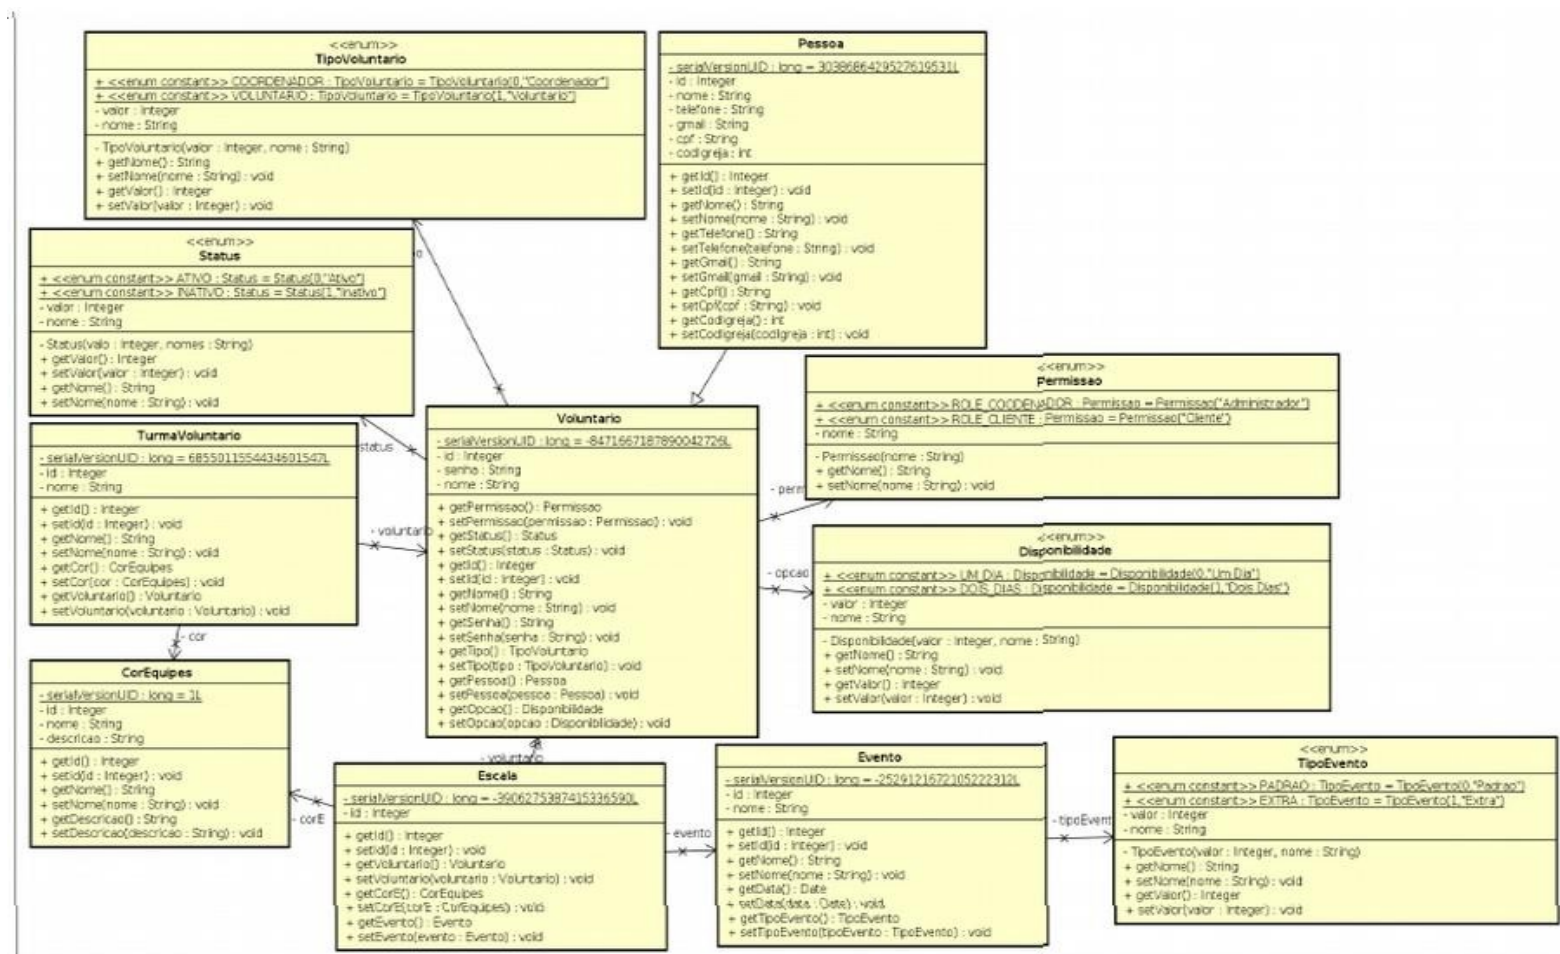 <<enum>>
TipoVoluntario
+ <<enum constant>> COORDENADOR : TipoVoluntario = TipoVoluntario(0,"Coordenador")
+ <<enum constant>> VOLUNTARIO : TipoVoluntario = TipoVoluntario(1,"Voluntario")
- valor : Integer
- nome : String
- TipoVoluntario(valor : Integer, nome : String)
+ getNome() : String
+ setNome(nome : String) : void
+ getValor() : Integer
+ setValor(valor : Integer) : void
Pessoa
- serialVersionUID : long = 3038686429527619531L
- id : Integer
- nome : String
- telefone : String
- gmail : String
- cpf : String
- codIgreja : int
+ getId() : Integer
+ setId(id : Integer) : void
+ getNome() : String
+ setNome(nome : String) : void
+ getTelefone() : String
+ setTelefone(telefone : String) : void
+ getGmail() : String
+ setGmail(gmail : String) : void
+ getCpf() : String
+ setCpf(cpf : String) : void
+ getCodIgreja() : int
+ setCodIgreja(codIgreja : int) : void
<<enum>>
Status
+ <<enum constant>> ATIVO : Status = Status(0,"Ativo")
+ <<enum constant>> INATIVO : Status = Status(1,"Inativo")
- valor : Integer
- nome : String
- Status(valo : Integer, nomes : String)
+ getValor() : Integer
+ setValor(valor : Integer) : void
+ getNome() : String
+ setNome(nome : String) : void
o
status
<<enum>>
Permissao
+ <<enum constant>> ROLE_COODENADOR : Permissao = Permissao("Administrador")
+ <<enum constant>> ROLE_CLIENTE : Permissao = Permissao("Cliente")
- nome : String
- Permissao(nome : String)
+ getNome() : String
+ setNome(nome : String) : void
- perm
Voluntario
- serialVersionUID : long = -8471667187890042726L
- id : Integer
- senha : String
- nome : String
+ getPermissao() : Permissao
+ setPermissao(permissao : Permissao) : void
+ getStatus() : Status
+ setStatus(status : Status) : void
+ getId() : Integer
+ setId(id : Integer) : void
+ getNome() : String
+ setNome(nome : String) : void
+ getSenha() : String
+ setSenha(senha : String) : void
+ getTipo() : TipoVoluntario
+ setTipo(tipo : TipoVoluntario) : void
+ getPessoa() : Pessoa
+ setPessoa(pessoa : Pessoa) : void
+ getOpcao() : Disponibilidade
+ setOpcao(opcao : Disponibilidade) : void
TurmaVoluntario
- serialVersionUID : long = 6855011554434601547L
- id : Integer
- nome : String
+ getId() : Integer
+ setId(id : Integer) : void
+ getNome() : String
+ setNome(nome : String) : void
+ getCor() : CorEquipes
+ setCor(cor : CorEquipes) : void
+ getVoluntario() : Voluntario
+ setVoluntario(voluntario : Voluntario) : void
- voluntario
- cor
<<enum>>
Disponibilidade
+ <<enum constant>> UM_DIA : Disponibilidade = Disponibilidade(0,"Um Dia")
+ <<enum constant>> DOIS_DIAS : Disponibilidade = Disponibilidade(1,"Dois Dias")
- valor : Integer
- nome : String
- Disponibilidade(valor : Integer, nome : String)
+ getNome() : String
+ setNome(nome : String) : void
+ getValor() : Integer
+ setValor(valor : Integer) : void
- opcao
CorEquipes
- serialVersionUID : long = 1L
- id : Integer
- nome : String
- descricao : String
+ getId() : Integer
+ setId(id : Integer) : void
+ getNome() : String
+ setNome(nome : String) : void
+ getDescricao() : String
+ setDescricao(descricao : String) : void
- corE
- voluntario
Escala
- serialVersionUID : long = -3906275387415336590L
- id : Integer
+ getId() : Integer
+ setId(id : Integer) : void
+ getVoluntario() : Voluntario
+ setVoluntario(voluntario : Voluntario) : void
+ getCorE() : CorEquipes
+ setCorE(corE : CorEquipes) : void
+ getEvento() : Evento
+ setEvento(evento : Evento) : void
- evento
Evento
- serialVersionUID : long = -2529121672105222312L
- id : Integer
- nome : String
+ getId() : Integer
+ setId(id : Integer) : void
+ getNome() : String
+ setNome(nome : String) : void
+ getData() : Date
+ setData(data : Date) : void
+ getTipoEvento() : TipoEvento
+ setTipoEvento(tipoEvento : TipoEvento) : void
- tipoEvent
<<enum>>
TipoEvento
+ <<enum constant>> PADRAO : TipoEvento = TipoEvento(0,"Padrao")
+ <<enum constant>> EXTRA : TipoEvento = TipoEvento(1,"Extra")
- valor : Integer
- nome : String
- TipoEvento(valor : Integer, nome : String)
+ getNome() : String
+ setNome(nome : String) : void
+ getValor() : Integer
+ setValor(valor : Integer) : void